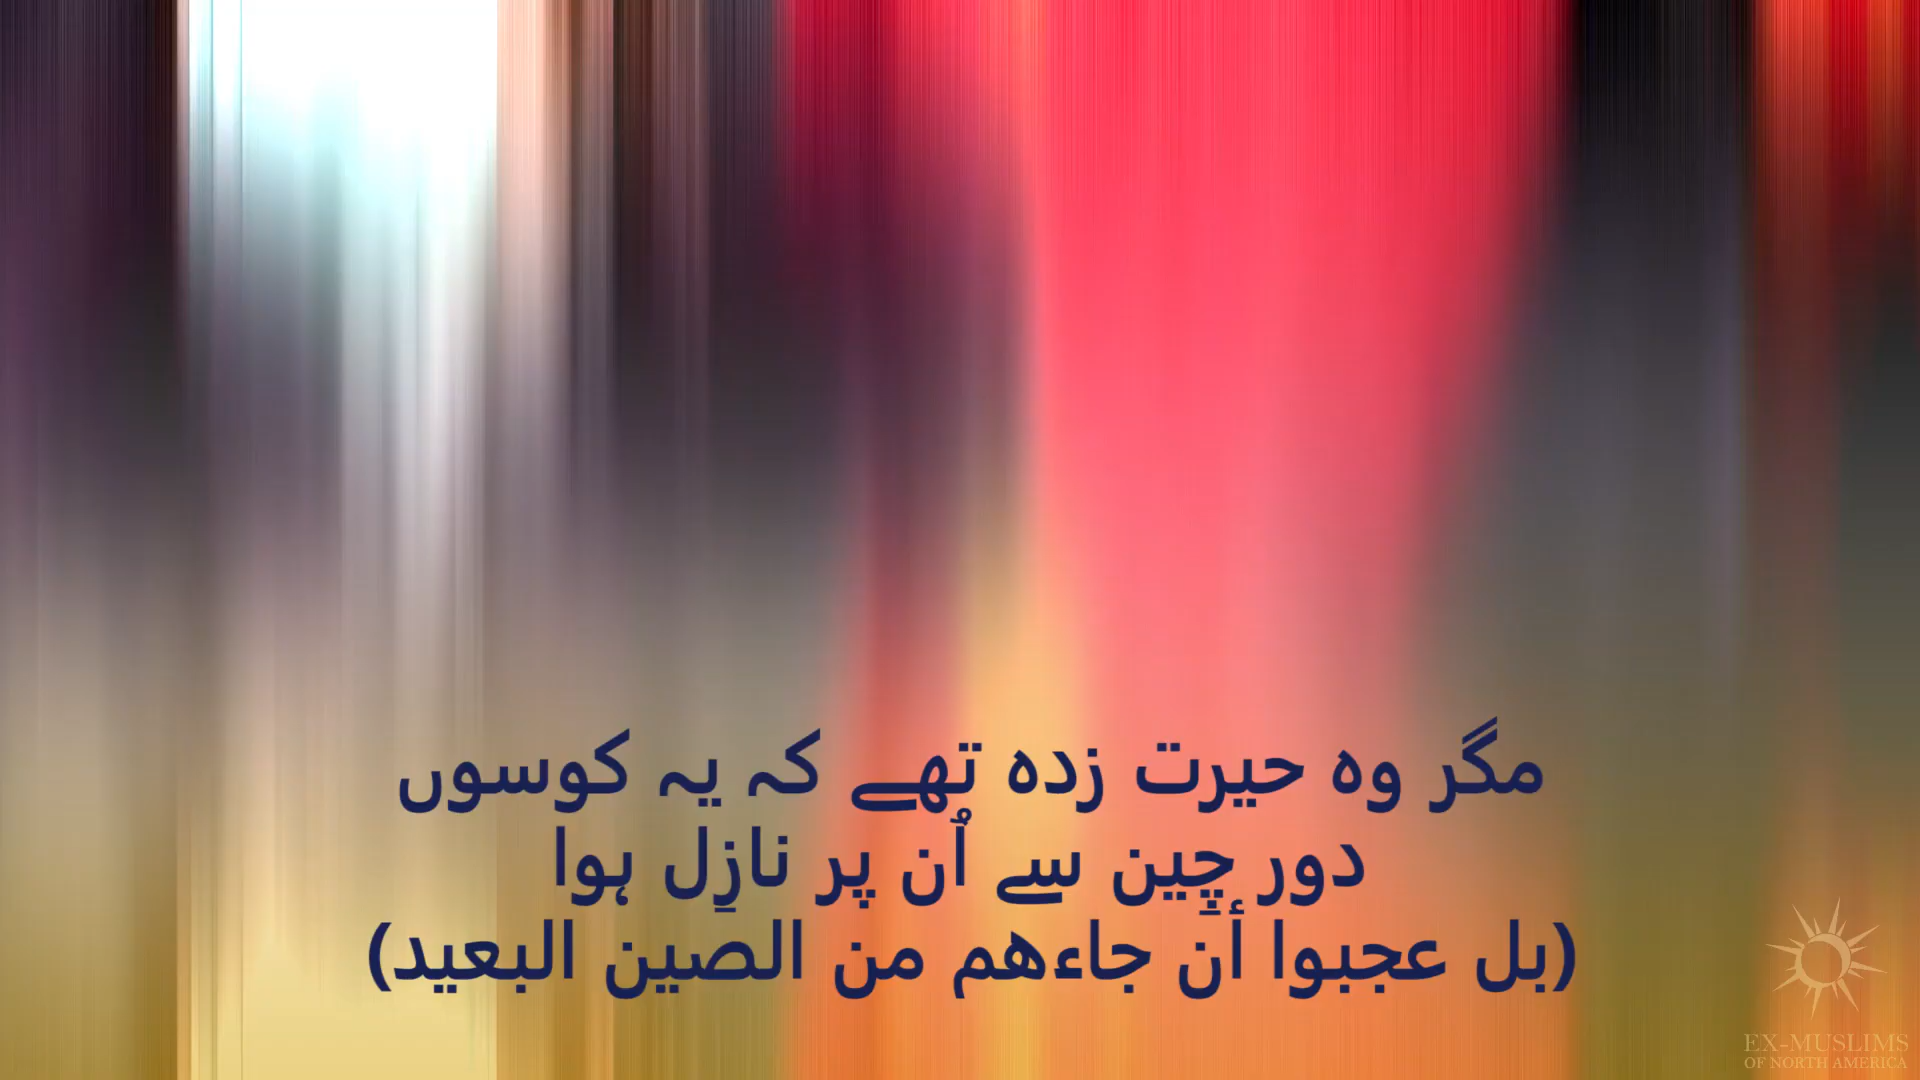 مگر وہ حیرت زدہ تھے کہ یہ کوسوں
دور چِین سے اُن پر نازِل ہوا
(بل عجبوا أن جاءهم من الصين البعيد)
EX-MUSLIMS
OF NORTH AMERICA